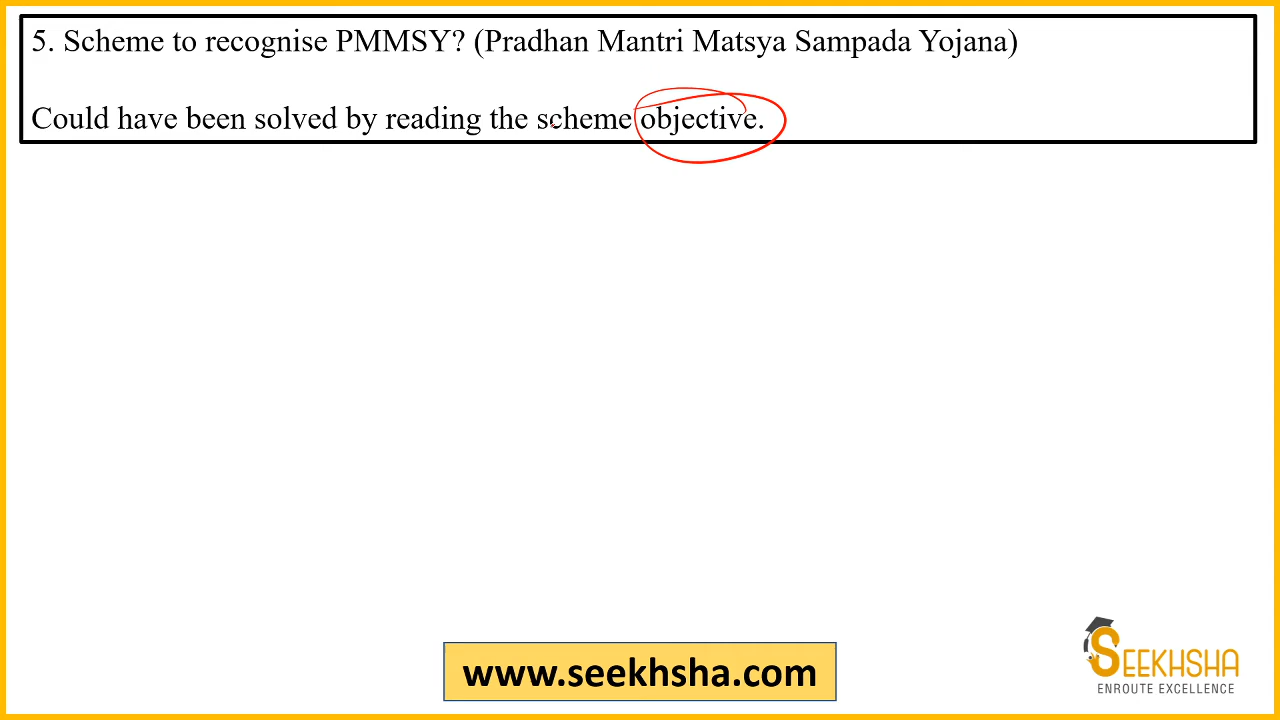 5. Scheme to recognise PMMSY? (Pradhan Mantri Matsya Sampada Yojana)
Could have been solved by reading the scheme objective.
www.seekhsha.com
SEEKHSHA
ENROUTE EXCELLENCE